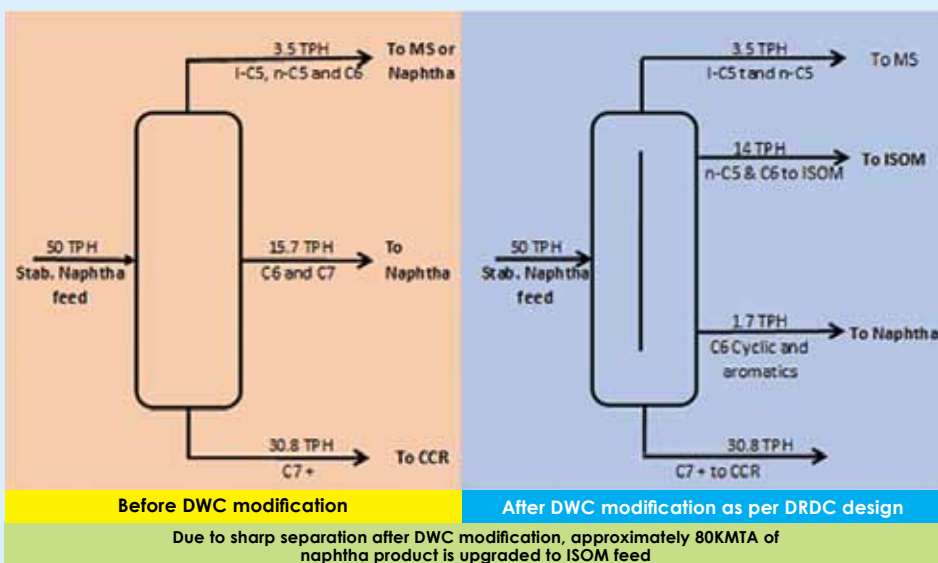 3.5 TPH
I-C5, n-C5 and C6
To MS or
Naphtha
50 TPH
Stab. Naphtha
feed
15.7 TPH
C6 and C7
To
Naphtha
30.8 TPH
C7 +
To CCR
3.5 TPH
I-C5 tand n-C5
To MS
14 TPH
n-C5 & C6 to ISOM
To ISOM
50 TPH
Stab. Naphtha
feed
1.7 TPH
C6 Cyclic and
aromatics
To Naphtha
30.8 TPH
C7 + to CCR
Before DWC modification
After DWC modification as per DRDC design
Due to sharp separation after DWC modification, approximately 80KMTA of
naphtha product is upgraded to ISOM feed